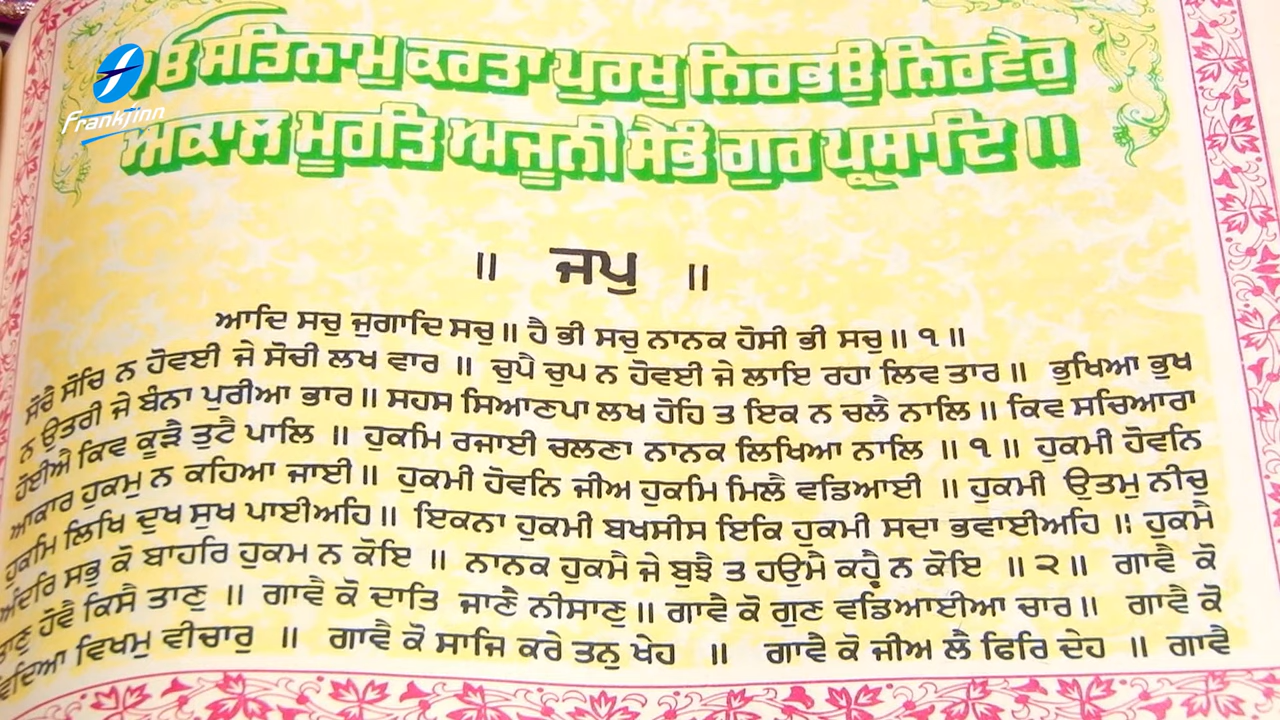 Frankfinn
ੴ ਸਤਿਨਾਮੁ ਕਰਤਾ ਪੁਰਖੁ ਨਿਰਭਉ ਨਿਰਵੈਰੁ
ਅਕਾਲ ਮੂਰਤਿ ਅਜੂਨੀ ਸੈਭੰ ਗੁਰ ਪ੍ਰਸਾਦਿ ॥
॥ ਜਪੁ ॥
ਆਦਿ ਸਚੁ ਜੁਗਾਦਿ ਸਚੁ ॥ ਹੈ ਭੀ ਸਚੁ ਨਾਨਕ ਹੋਸੀ ਭੀ ਸਚੁ ॥ ੧ ॥
ਸੋਚੈ ਸੋਚਿ ਨ ਹੋਵਈ ਜੇ ਸੋਚੀ ਲਖ ਵਾਰ ॥ ਚੁਪੈ ਚੁਪ ਨ ਹੋਵਈ ਜੇ ਲਾਇ ਰਹਾ ਲਿਵ ਤਾਰ ॥ ਭੁਖਿਆ ਭੁਖ
ਨ ਉਤਰੀ ਜੇ ਬੰਨਾ ਪੁਰੀਆ ਭਾਰ ॥ ਸਹਸ ਸਿਆਣਪਾ ਲਖ ਹੋਹਿ ਤ ਇਕ ਨ ਚਲੈ ਨਾਲਿ ॥ ਕਿਵ ਸਚਿਆਰਾ
ਹੋਈਐ ਕਿਵ ਕੂੜੈ ਤੁਟੈ ਪਾਲਿ ॥ ਹੁਕਮਿ ਰਜਾਈ ਚਲਣਾ ਨਾਨਕ ਲਿਖਿਆ ਨਾਲਿ ॥ ੧ ॥ ਹੁਕਮੀ ਹੋਵਨਿ
ਆਕਾਰ ਹੁਕਮੁ ਨ ਕਹਿਆ ਜਾਈ ॥ ਹੁਕਮੀ ਹੋਵਨਿ ਜੀਅ ਹੁਕਮਿ ਮਿਲੈ ਵਡਿਆਈ ॥ ਹੁਕਮੀ ਉਤਮੁ ਨੀਚੁ
ਹੁਕਮਿ ਲਿਖਿ ਦੁਖ ਸੁਖ ਪਾਈਅਹਿ ॥ ਇਕਨਾ ਹੁਕਮੀ ਬਖਸੀਸ ਇਕਿ ਹੁਕਮੀ ਸਦਾ ਭਵਾਈਅਹਿ ॥ ਹੁਕਮੈ
ਅੰਦਰਿ ਸਭੁ ਕੋ ਬਾਹਰਿ ਹੁਕਮ ਨ ਕੋਇ ॥ ਨਾਨਕ ਹੁਕਮੈ ਜੇ ਬੁਝੈ ਤ ਹਉਮੈ ਕਹੈ ਨ ਕੋਇ ॥ ੨ ॥ ਗਾਵੈ ਕੋ
ਤਾਣੁ ਹੋਵੈ ਕਿਸੈ ਤਾਣੁ ॥ ਗਾਵੈ ਕੋ ਦਾਤਿ ਜਾਣੈ ਨੀਸਾਣੁ ॥ ਗਾਵੈ ਕੋ ਗੁਣ ਵਡਿਆਈਆ ਚਾਰ ॥ ਗਾਵੈ ਕੋ
ਵਿਦਿਆ ਵਿਖਮੁ ਵੀਚਾਰੁ ॥ ਗਾਵੈ ਕੋ ਸਾਜਿ ਕਰੇ ਤਨੁ ਖੇਹ ॥ ਗਾਵੈ ਕੋ ਜੀਅ ਲੈ ਫਿਰਿ ਦੇਹ ॥ ਗਾਵੈ